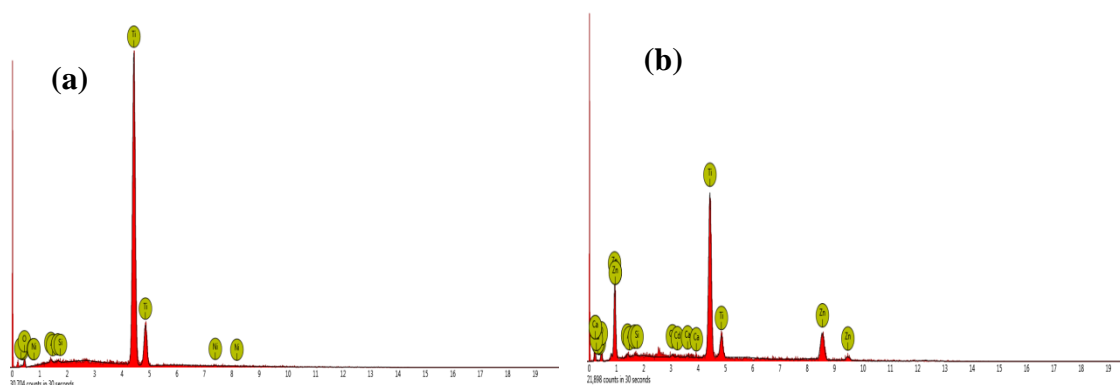 (a)
Ti
Ti
O
Ni
Si
Ni
Ni
0 1 2 3 4 5 6 7 8 9 10 11 12 13 14 15 16 17 18 19
30,704 counts in 30 seconds
(b)
Ti
Zn
Ti
Zn
Zn
Ca
Si
Cd
Ca
Ca
0 1 2 3 4 5 6 7 8 9 10 11 12 13 14 15 16 17 18 19
21,898 counts in 30 seconds